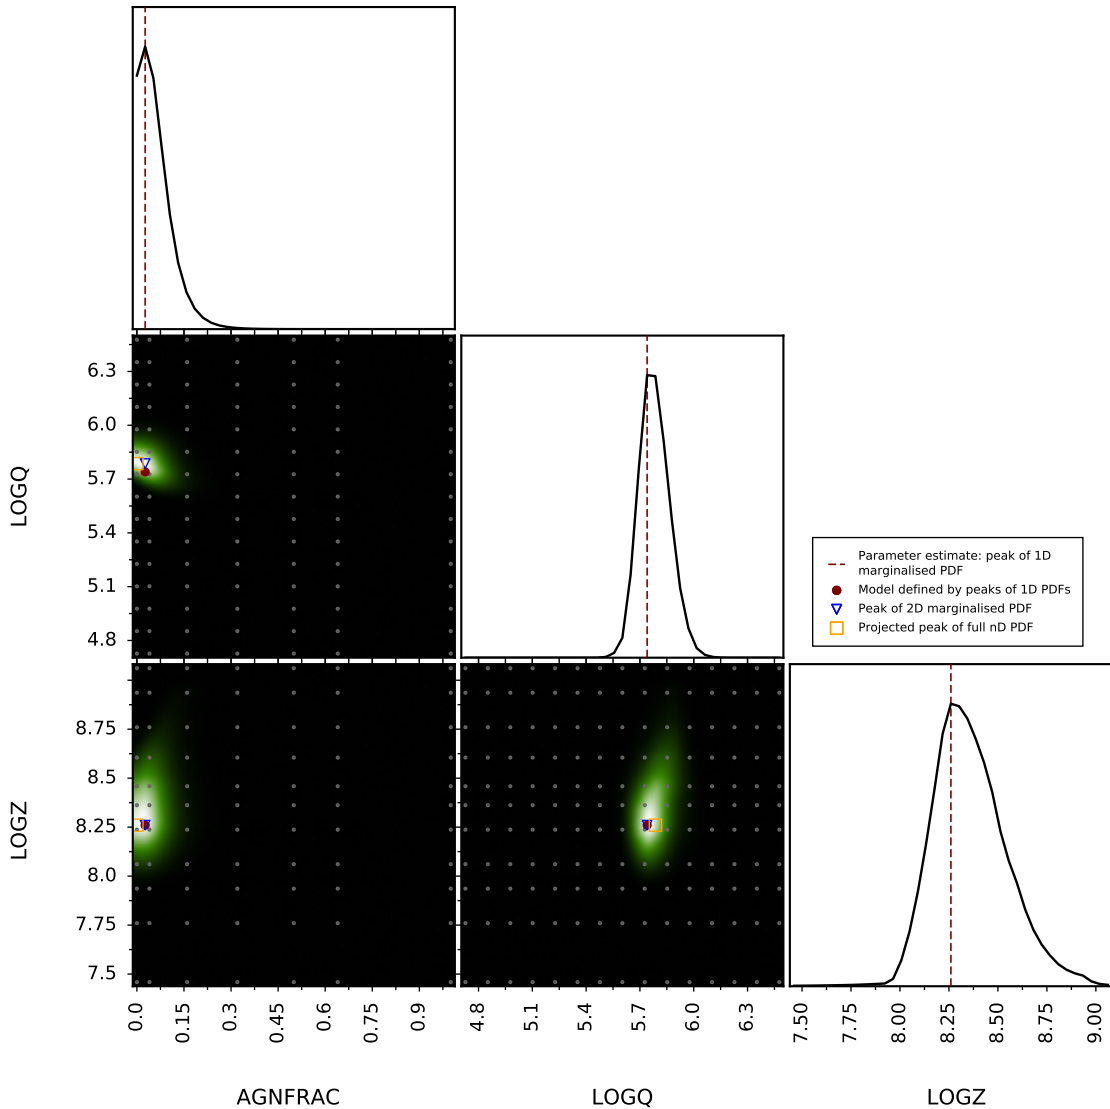 LOGQ
6.3
6.0
5.7
5.4
5.1
4.8
Parameter estimate: peak of 1D
marginalised PDF
Model defined by peaks of 1D PDFs
Peak of 2D marginalised PDF
Projected peak of full nD PDF
LOGZ
8.75
8.5
8.25
8.0
7.75
7.5
0.0 0.15 0.3 0.45 0.6 0.75 0.9
4.8 5.1 5.4 5.7 6.0 6.3
7.50 7.75 8.00 8.25 8.50 8.75 9.00
AGNFRAC
LOGQ
LOGZ